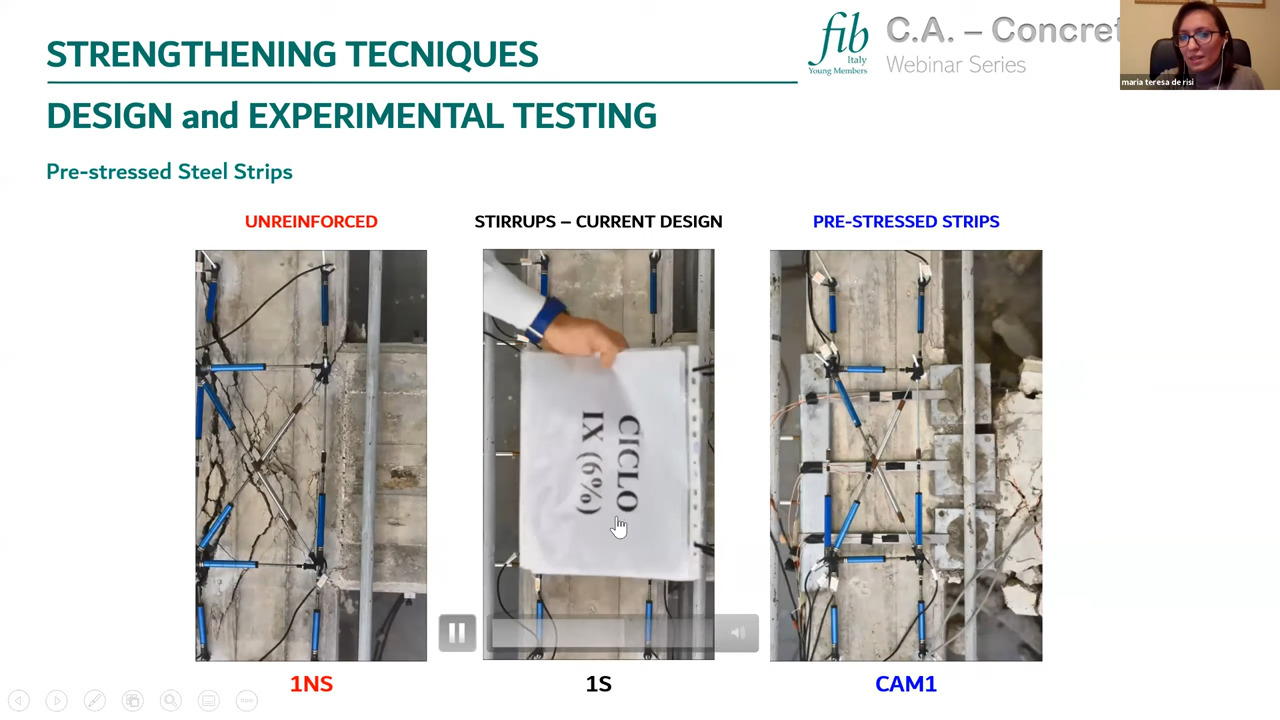 STRENGTHENING TECNIQUES
fib
Italy
Young Members
C.A. – Concret
Webinar Series
maria teresa de risi
DESIGN and EXPERIMENTAL TESTING
Pre-stressed Steel Strips
UNREINFORCED
STIRRUPS – CURRENT DESIGN
PRE-STRESSED STRIPS
CICLO
IX (6%)
1NS
1S
CAM1